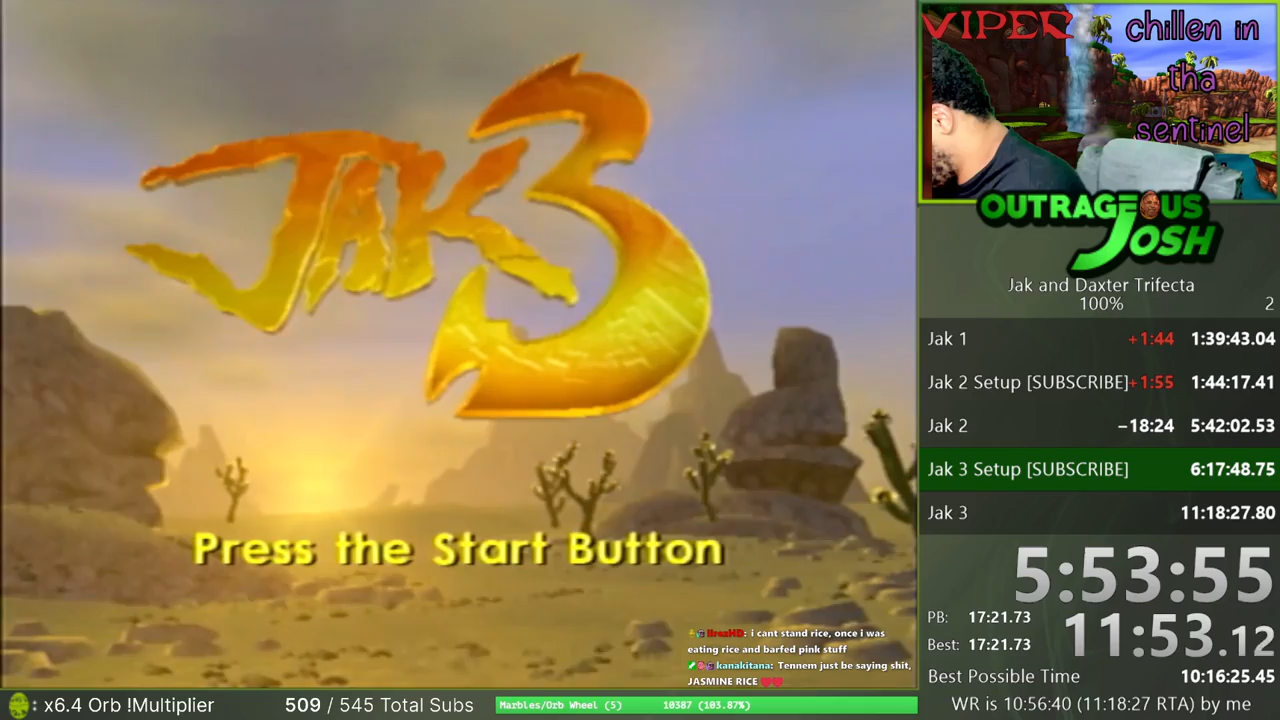 JAK 3
Press the Start Button
BrazHD: i cant stand rice, once i was
eating rice and barfed pink stuff
kanakitana: Tennem just be saying shit,
JASMINE RICE
VIPER
chillen in
tha
sentinel
OUTRAGEOUS
JOSH
Jak and Daxter Trifecta
100% 2
Jak 1 +1:44 1:39:43.04
Jak 2 Setup [SUBSCRIBE] +1:55 1:44:17.41
Jak 2 −18:24 5:42:02.53
Jak 3 Setup [SUBSCRIBE] 6:17:48.75
Jak 3 11:18:27.80
5:53:55
PB: 17:21.73
Best: 17:21.73
11:53.12
Best Possible Time 10:16:25.45
: x6.4 Orb !Multiplier 509 / 545 Total Subs Marbles/Orb Wheel (5) 10387 (103.87%) WR is 10:56:40 (11:18:27 RTA) by me